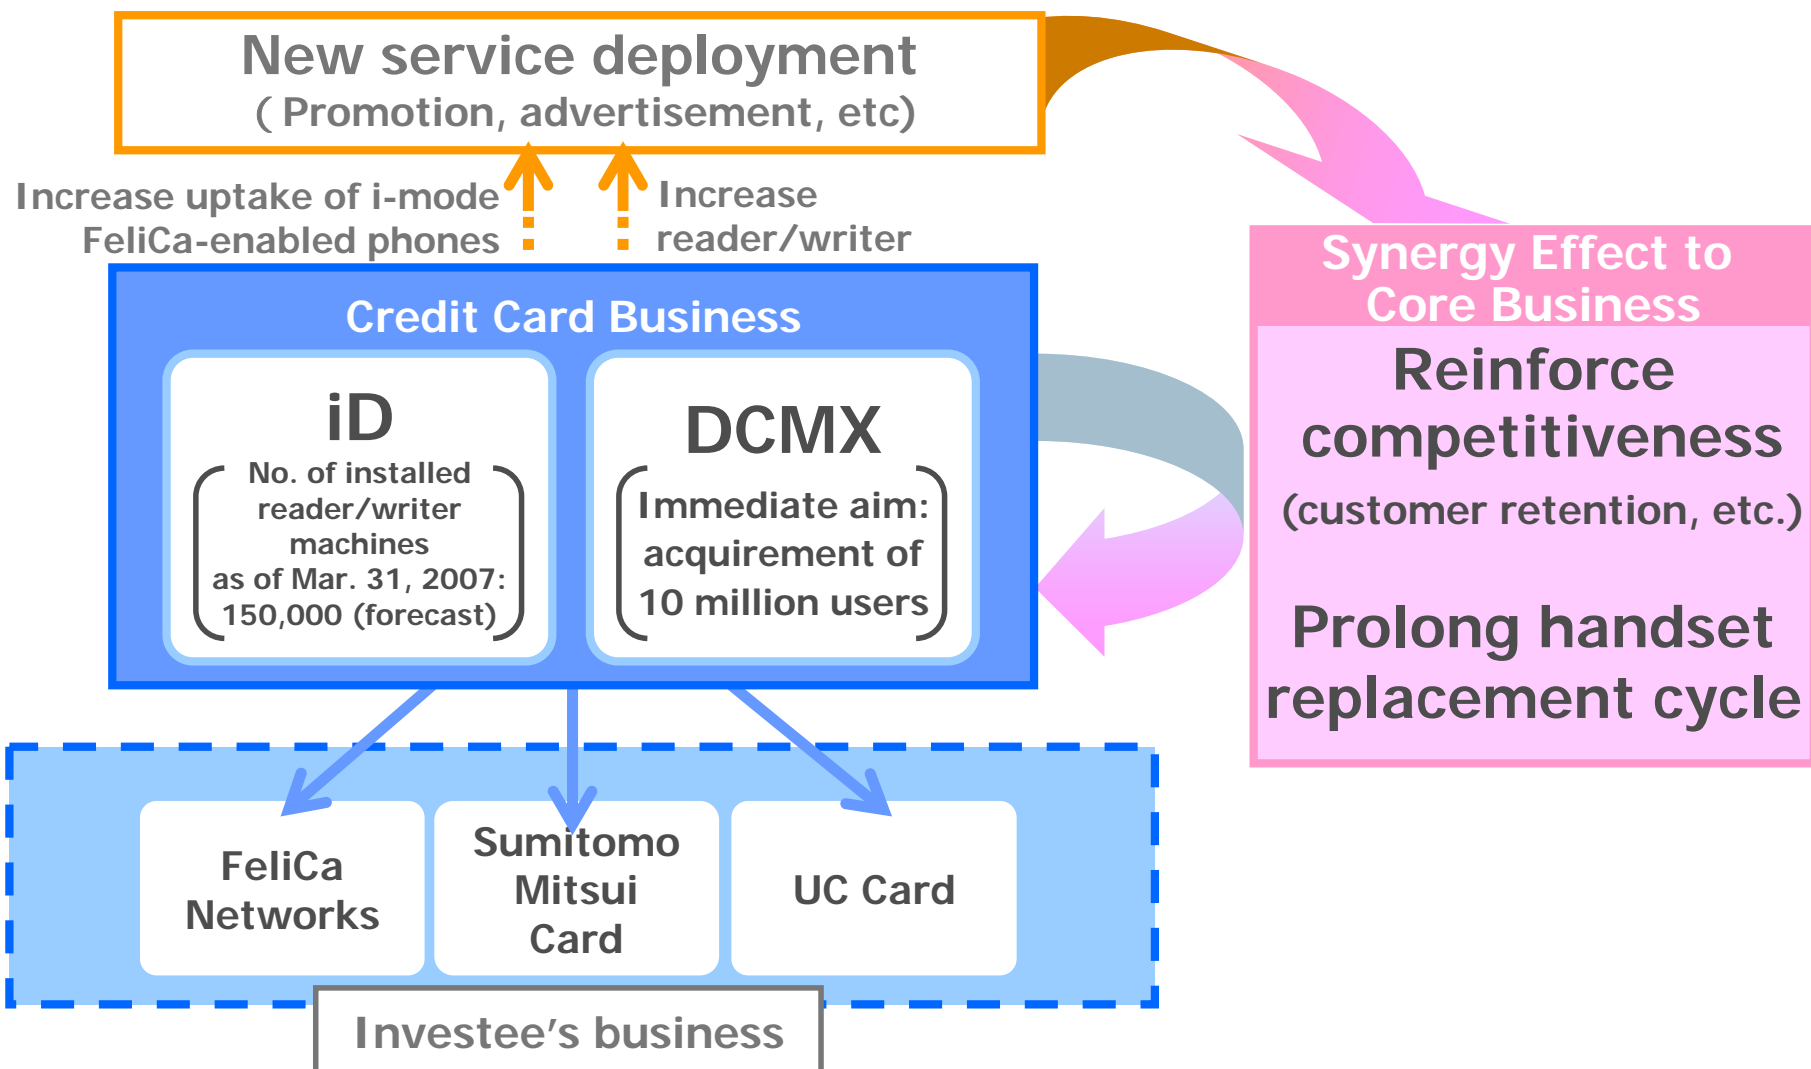 New service deployment
( Promotion, advertisement, etc)
Increase uptake of i-mode
FeliCa-enabled phones
Increase
reader/writer
Credit Card Business
iD
No. of installed
reader/writer
machines
as of Mar. 31, 2007:
150,000 (forecast)
DCMX
Immediate aim:
acquirement of
10 million users
Synergy Effect to
Core Business
Reinforce
competitiveness
(customer retention, etc.)
Prolong handset
replacement cycle
FeliCa
Networks
Sumitomo
Mitsui
Card
UC Card
Investee’s business